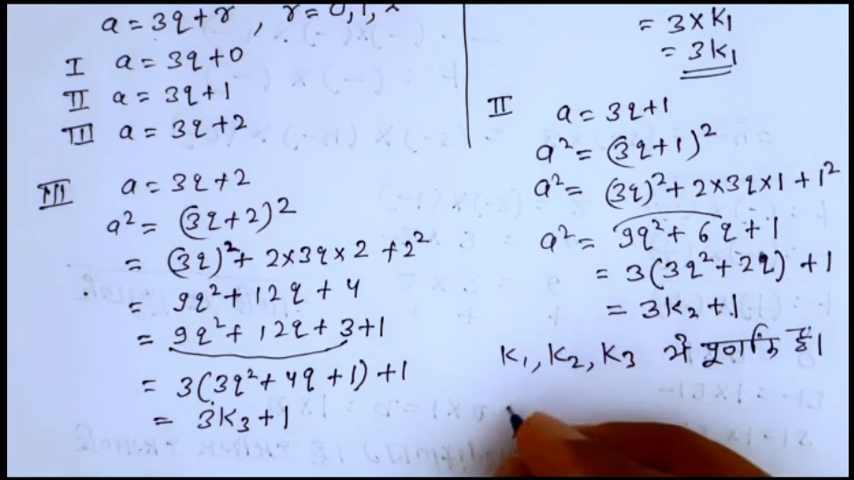 a = 3q + r , r = 0, 1, 2
I a = 3q + 0
II a = 3q + 1
III a = 3q + 2
III a = 3q + 2
a² = (3q + 2)²
= (3q)² + 2×3q×2 + 2²
= 9q² + 12q + 4
= 9q² + 12q + 3 + 1
= 3(3q² + 4q + 1) + 1
= 3K₃ + 1
= 3 × K₁
= 3K₁
II a = 3q + 1
a² = (3q + 1)²
a² = (3q)² + 2×3q×1 + 1²
a² = 9q² + 6q + 1
= 3(3q² + 2q) + 1
= 3K₂ + 1
K₁, K₂, K₃ में पूर्णांक हैं।